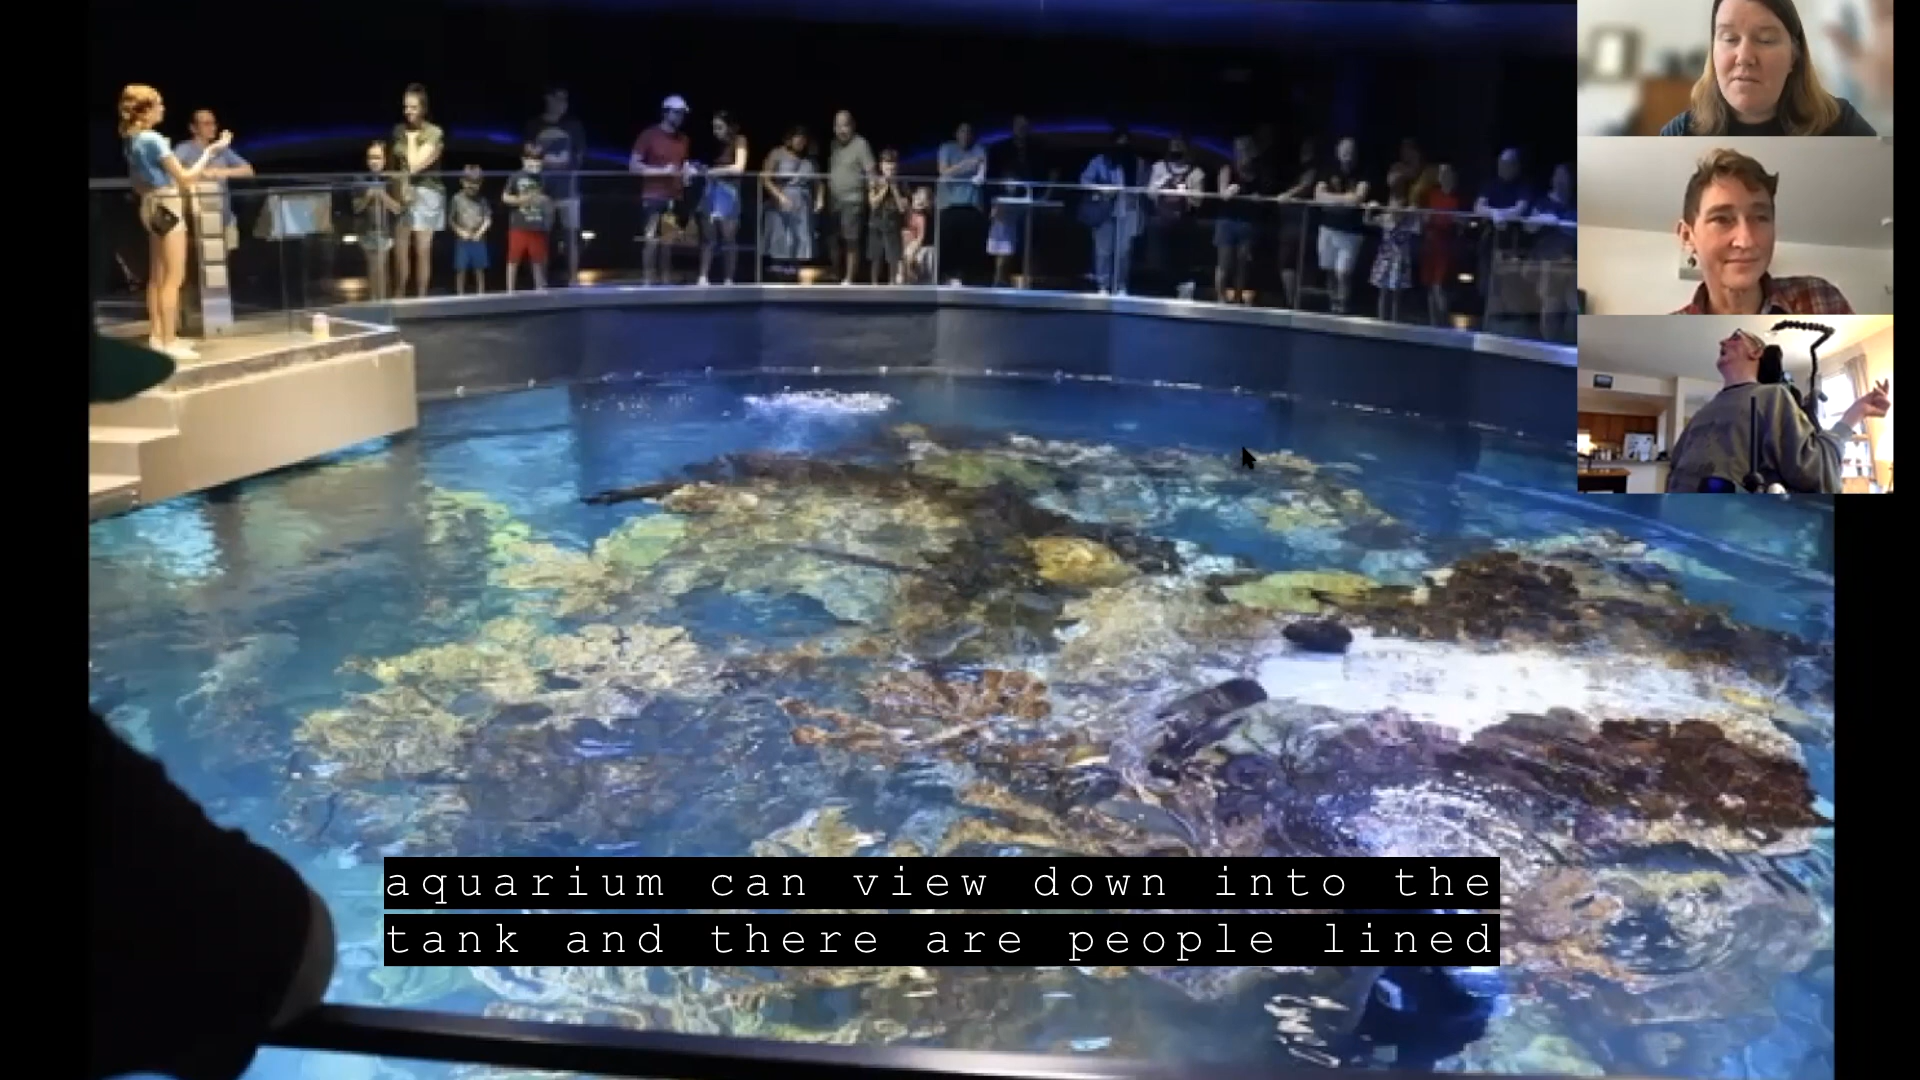 aquarium can view down into the
tank and there are people lined